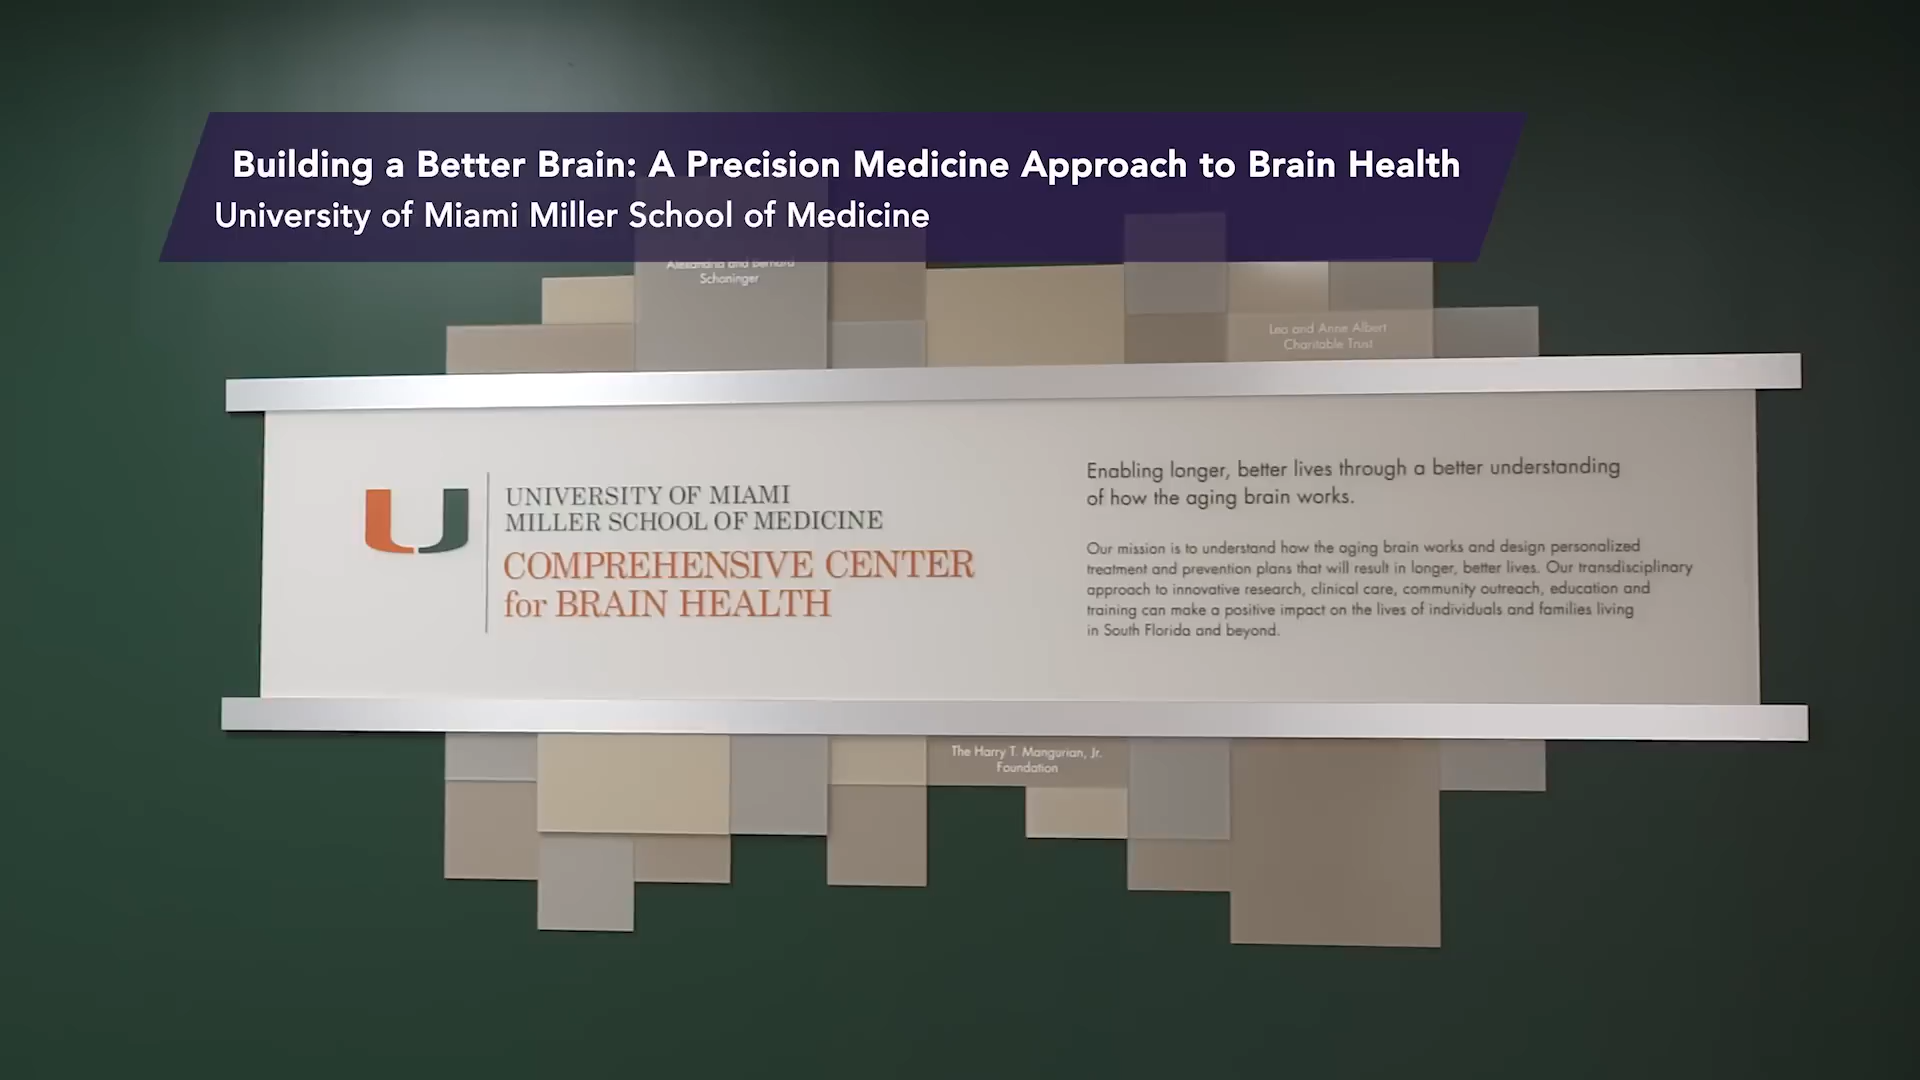 Building a Better Brain: A Precision Medicine Approach to Brain Health
University of Miami Miller School of Medicine
Alexandria and Bernard
Schaninger
Leo and Anne Albert
Charitable Trust
UNIVERSITY OF MIAMI
MILLER SCHOOL OF MEDICINE
COMPREHENSIVE CENTER
for BRAIN HEALTH
Enabling longer, better lives through a better understanding
of how the aging brain works.
Our mission is to understand how the aging brain works and design personalized
treatment and prevention plans that will result in longer, better lives. Our transdisciplinary
approach to innovative research, clinical care, community outreach, education and
training can make a positive impact on the lives of individuals and families living
in South Florida and beyond.
The Harry T. Mangurian, Jr.
Foundation